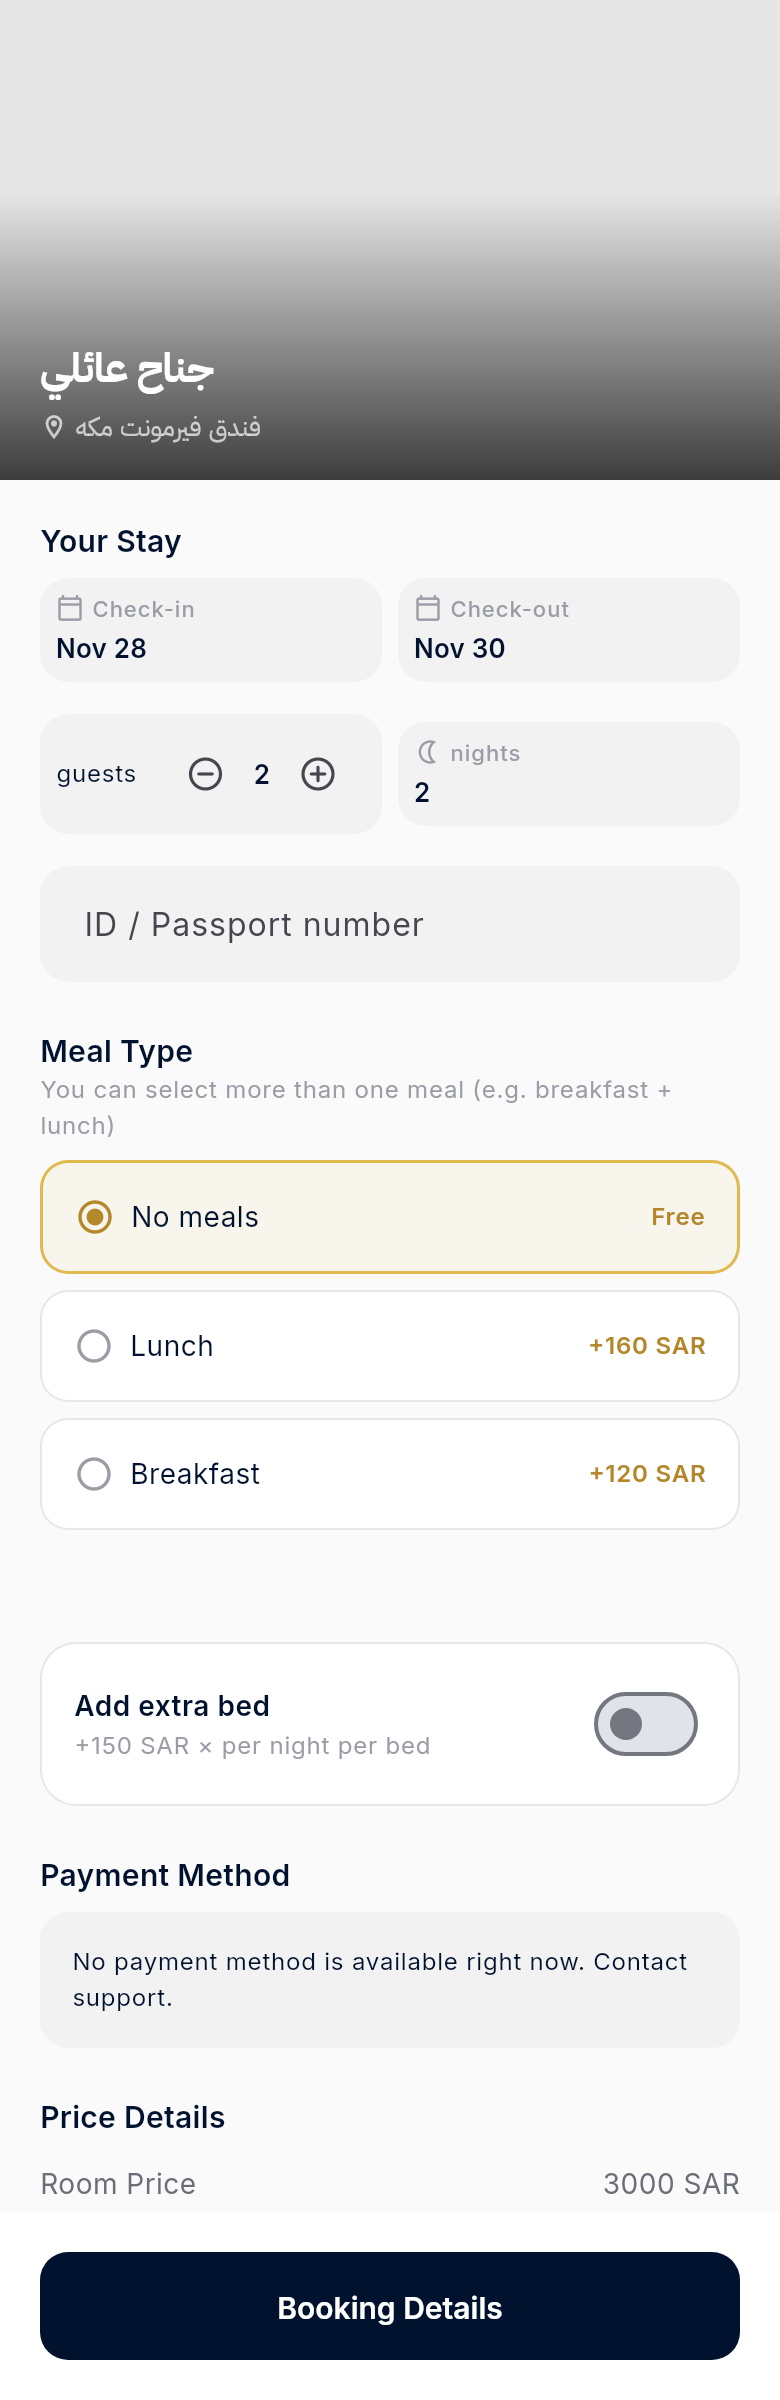 جناح عائلي
فندق فيرمونت مكه
Your Stay
Check-in
Nov 28
Check-out
Nov 30
guests 2
nights
2
ID / Passport number
Meal Type
You can select more than one meal (e.g. breakfast +
lunch)
No meals Free
Lunch +160 SAR
Breakfast +120 SAR
Add extra bed
+150 SAR × per night per bed
Payment Method
No payment method is available right now. Contact
support.
Price Details
Room Price 3000 SAR
Booking Details